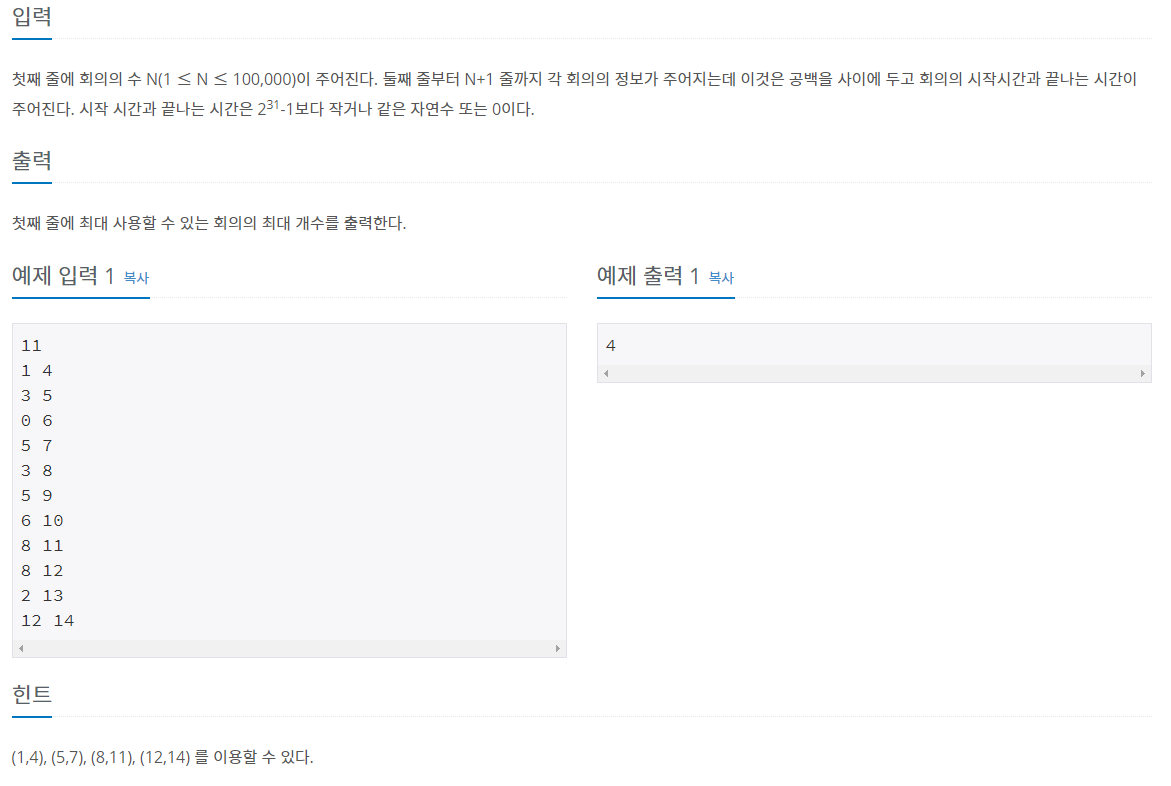 입력
첫째 줄에 회의의 수 N(1 ≤ N ≤ 100,000)이 주어진다. 둘째 줄부터 N+1 줄까지 각 회의의 정보가 주어지는데 이것은 공백을 사이에 두고 회의의 시작시간과 끝나는 시간이
주어진다. 시작 시간과 끝나는 시간은 2³¹-1보다 작거나 같은 자연수 또는 0이다.
출력
첫째 줄에 최대 사용할 수 있는 회의의 최대 개수를 출력한다.
예제 입력 1 복사
11
1 4
3 5
0 6
5 7
3 8
5 9
6 10
8 11
8 12
2 13
12 14
예제 출력 1 복사
4
힌트
(1,4), (5,7), (8,11), (12,14) 를 이용할 수 있다.